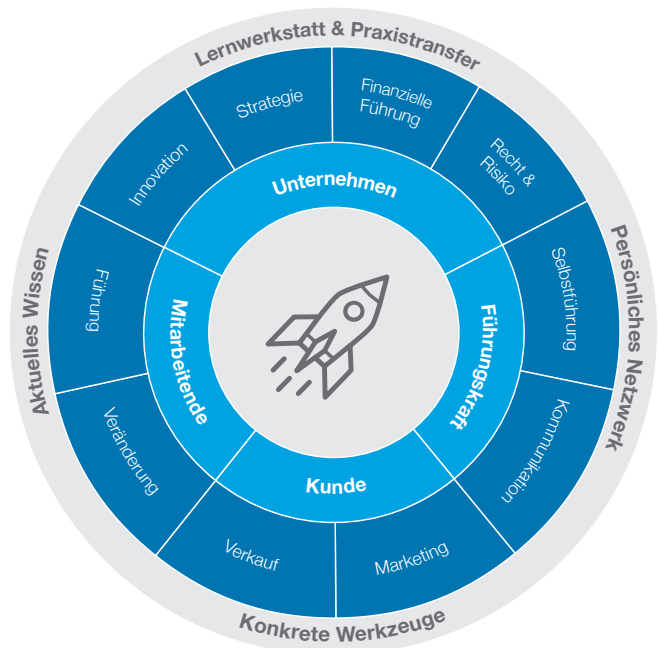 Lernwerkstatt & Praxistransfer
Persönliches Netzwerk
Konkrete Werkzeuge
Aktuelles Wissen
Innovation
Strategie
Finanzielle
Führung
Recht &
Risiko
Selbstführung
Kommunikation
Marketing
Verkauf
Veränderung
Führung
Unternehmen
Führungskraft
Kunde
Mitarbeitende